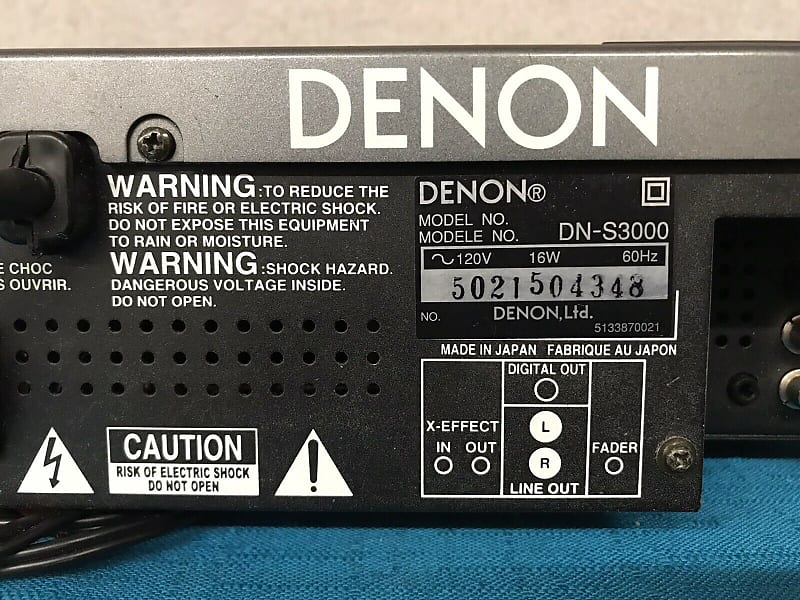 DENON
WARNING:TO REDUCE THE
RISK OF FIRE OR ELECTRIC SHOCK.
DO NOT EXPOSE THIS EQUIPMENT
TO RAIN OR MOISTURE.
WARNING:SHOCK HAZARD.
DANGEROUS VOLTAGE INSIDE.
DO NOT OPEN.
CHOC
OUVRIR.
DENON®
MODEL NO.
MODELE NO. DN-S3000
~120V 16W 60Hz
5021504348
NO. DENON,Ltd.
5133870021
MADE IN JAPAN FABRIQUE AU JAPON
DIGITAL OUT
X-EFFECT
IN OUT
L
R
LINE OUT
FADER
CAUTION
RISK OF ELECTRIC SHOCK
DO NOT OPEN